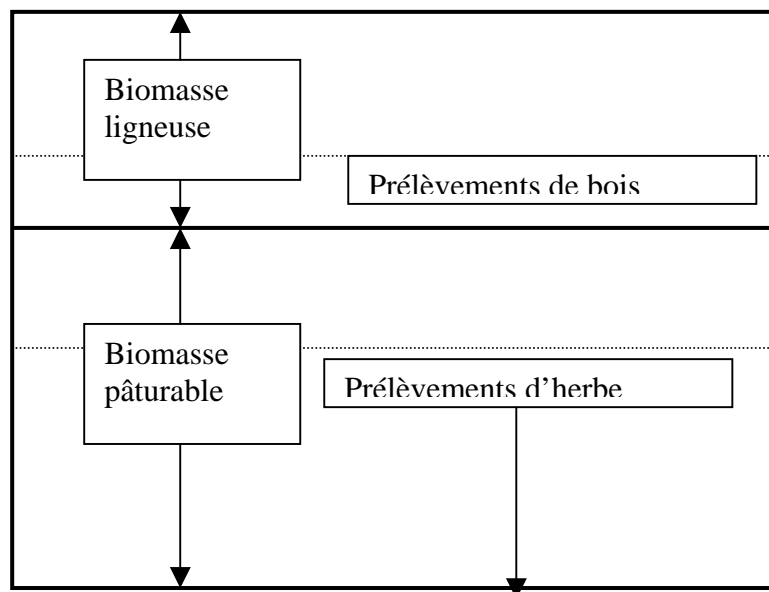 Biomasse
ligneuse
Prélèvements de bois
Biomasse
pâturable
Prélèvements d’herbe